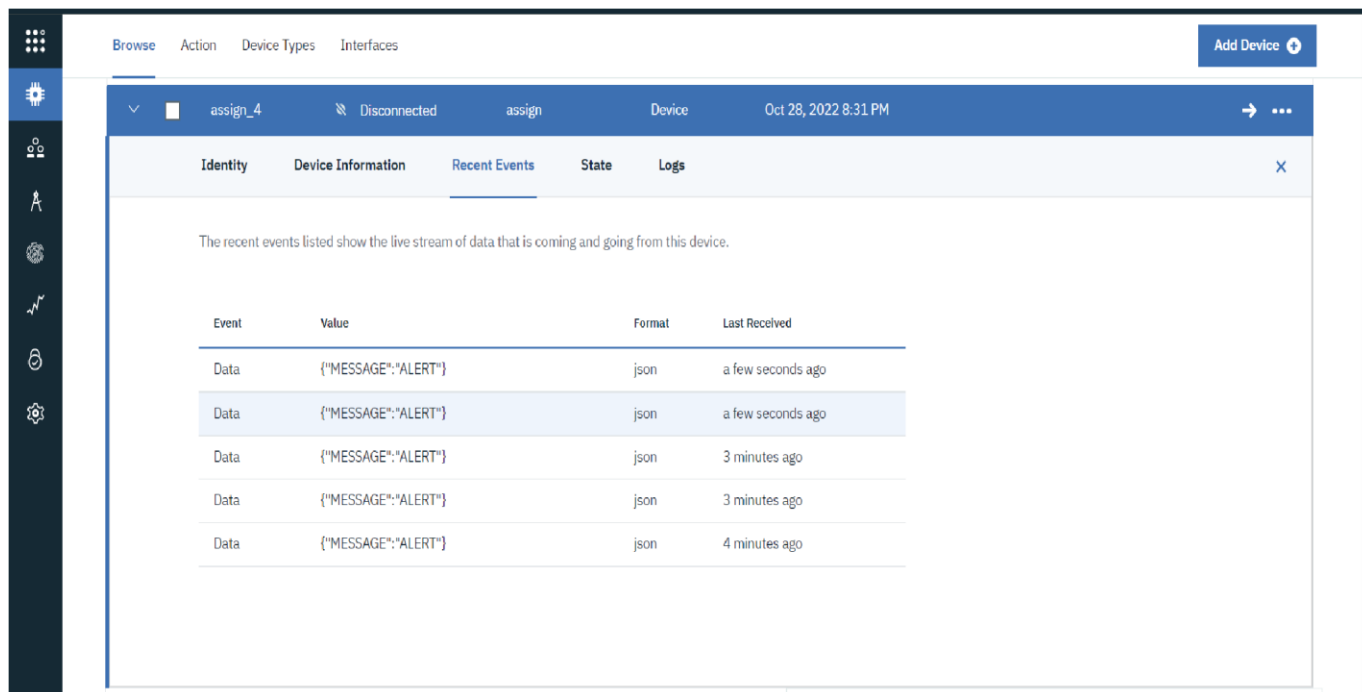 Browse Action Device Types Interfaces Add Device
assign_4 Disconnected assign Device Oct 28, 2022 8:31 PM
Identity Device Information Recent Events State Logs
The recent events listed show the live stream of data that is coming and going from this device.
Event Value Format Last Received
Data {"MESSAGE":"ALERT"} json a few seconds ago
Data {"MESSAGE":"ALERT"} json a few seconds ago
Data {"MESSAGE":"ALERT"} json 3 minutes ago
Data {"MESSAGE":"ALERT"} json 3 minutes ago
Data {"MESSAGE":"ALERT"} json 4 minutes ago